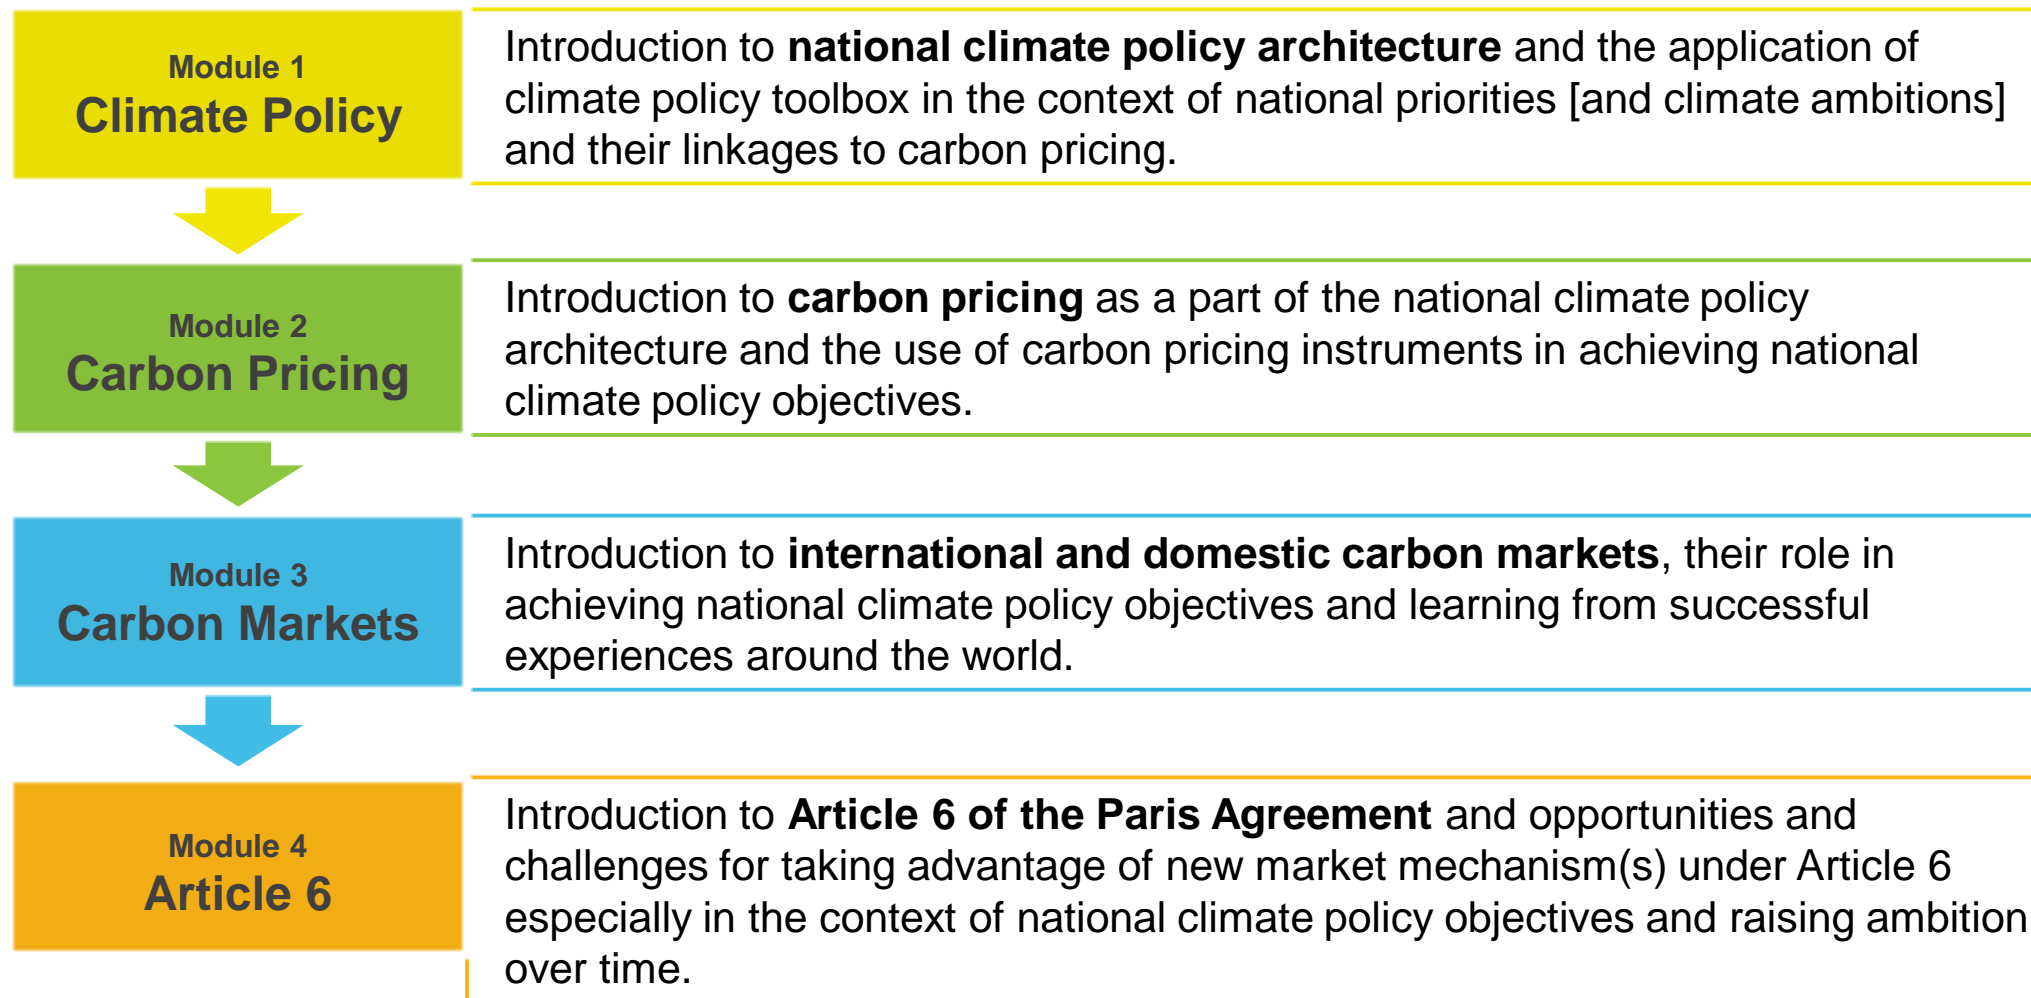 Module 1
Climate Policy
Introduction to national climate policy architecture and the application of
climate policy toolbox in the context of national priorities [and climate ambitions]
and their linkages to carbon pricing.
Module 2
Carbon Pricing
Introduction to carbon pricing as a part of the national climate policy
architecture and the use of carbon pricing instruments in achieving national
climate policy objectives.
Module 3
Carbon Markets
Introduction to international and domestic carbon markets, their role in
achieving national climate policy objectives and learning from successful
experiences around the world.
Module 4
Article 6
Introduction to Article 6 of the Paris Agreement and opportunities and
challenges for taking advantage of new market mechanism(s) under Article 6
especially in the context of national climate policy objectives and raising ambition
over time.